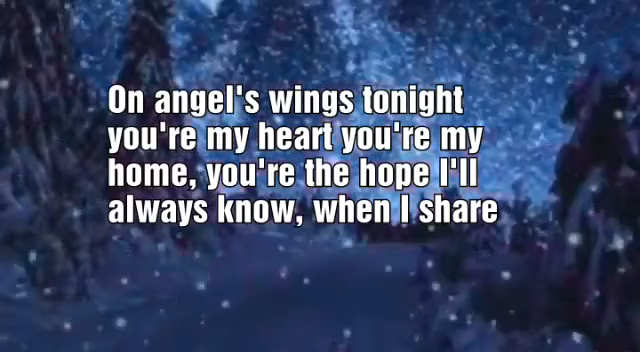 On angel's wings tonight
you're my heart you're my
home, you're the hope I'll
always know, when I share